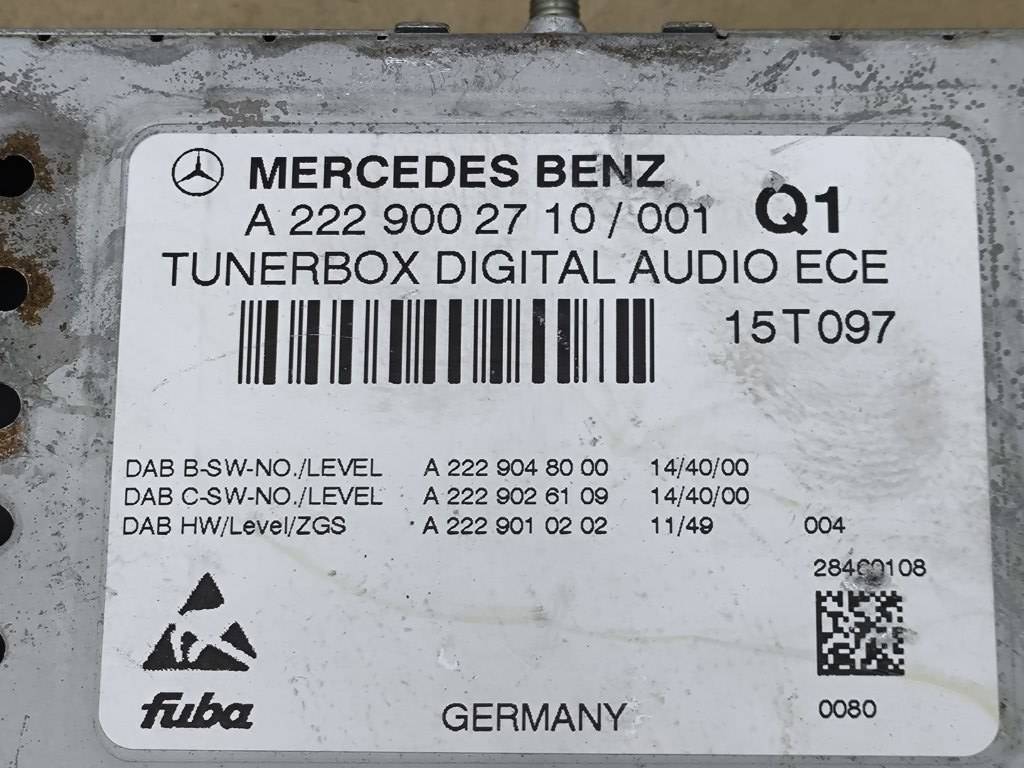 MERCEDES BENZ
A 222 900 27 10 / 001 Q1
TUNERBOX DIGITAL AUDIO ECE
15T097
DAB B-SW-NO./LEVEL A 222 904 80 00 14/40/00
DAB C-SW-NO./LEVEL A 222 902 61 09 14/40/00
DAB HW/Level/ZGS A 222 901 02 02 11/49 004
fuba
GERMANY
0080